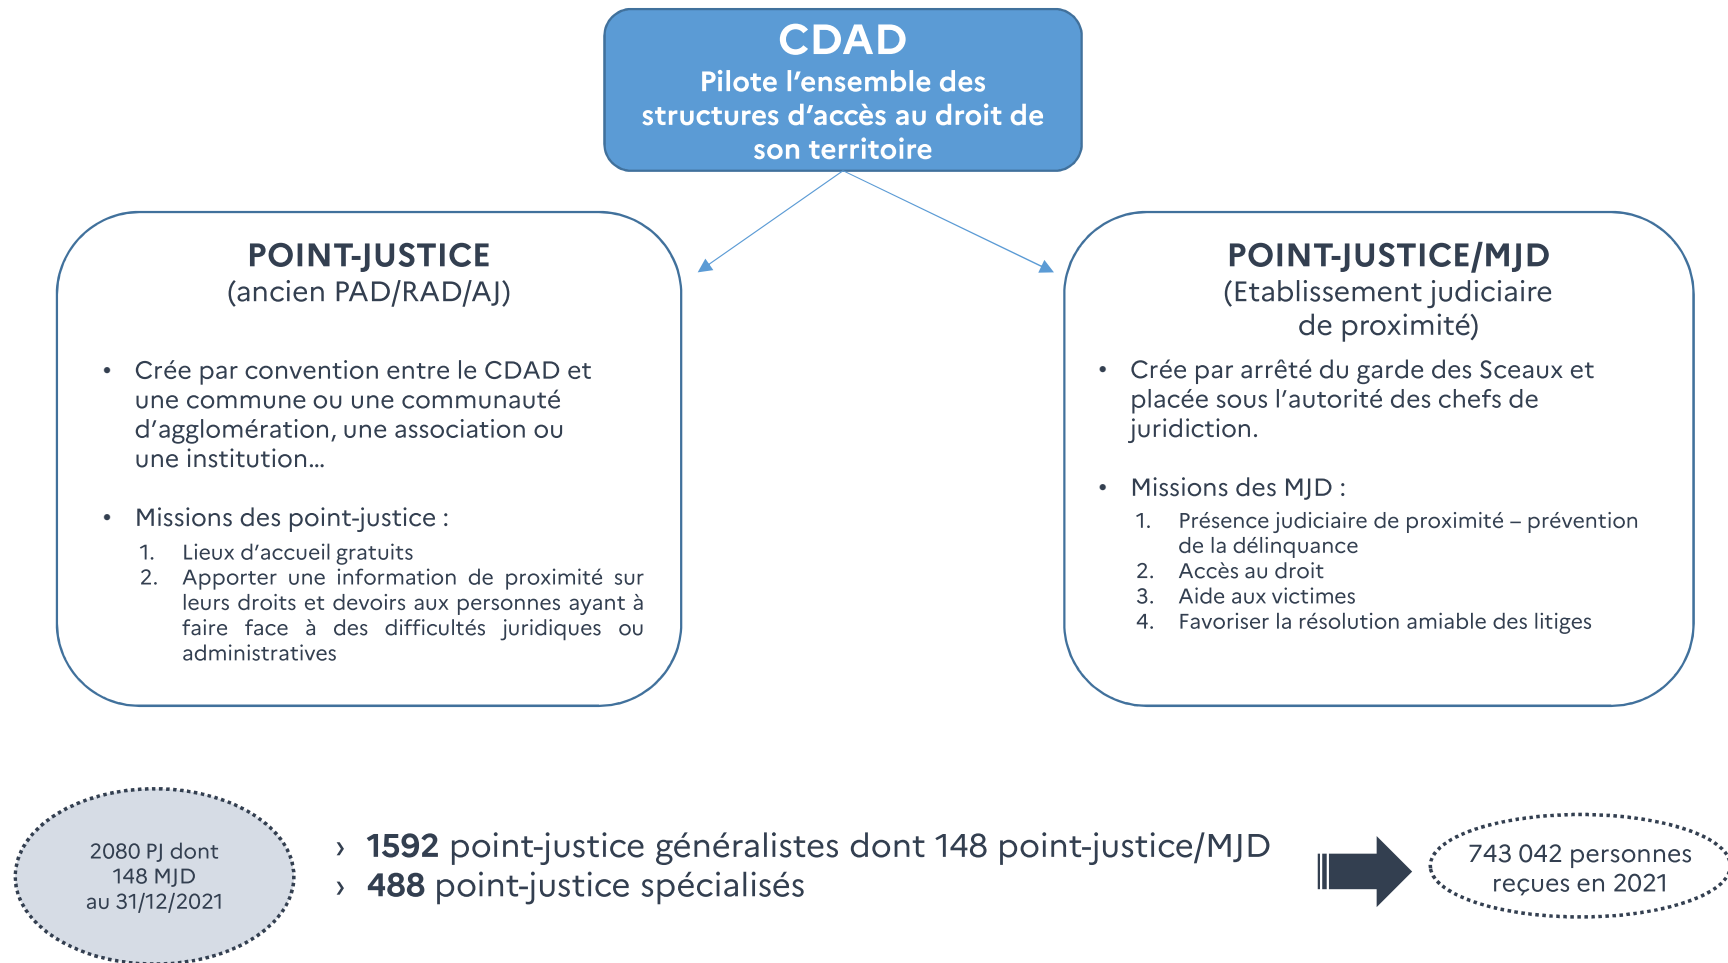 CDAD
Pilote l’ensemble des
structures d’accès au droit de
son territoire
POINT-JUSTICE
(ancien PAD/RAD/AJ)
• Crée par convention entre le CDAD et
une commune ou une communauté
d’agglomération, une association ou
une institution…
• Missions des point-justice :
1. Lieux d’accueil gratuits
2. Apporter une information de proximité sur
leurs droits et devoirs aux personnes ayant à
faire face à des difficultés juridiques ou
administratives
POINT-JUSTICE/MJD
(Etablissement judiciaire
de proximité)
• Crée par arrêté du garde des Sceaux et
placée sous l’autorité des chefs de
juridiction.
• Missions des MJD :
1. Présence judiciaire de proximité – prévention
de la délinquance
2. Accès au droit
3. Aide aux victimes
4. Favoriser la résolution amiable des litiges
2080 PJ dont
148 MJD
au 31/12/2021
› 1592 point-justice généralistes dont 148 point-justice/MJD
› 488 point-justice spécialisés
743 042 personnes
reçues en 2021